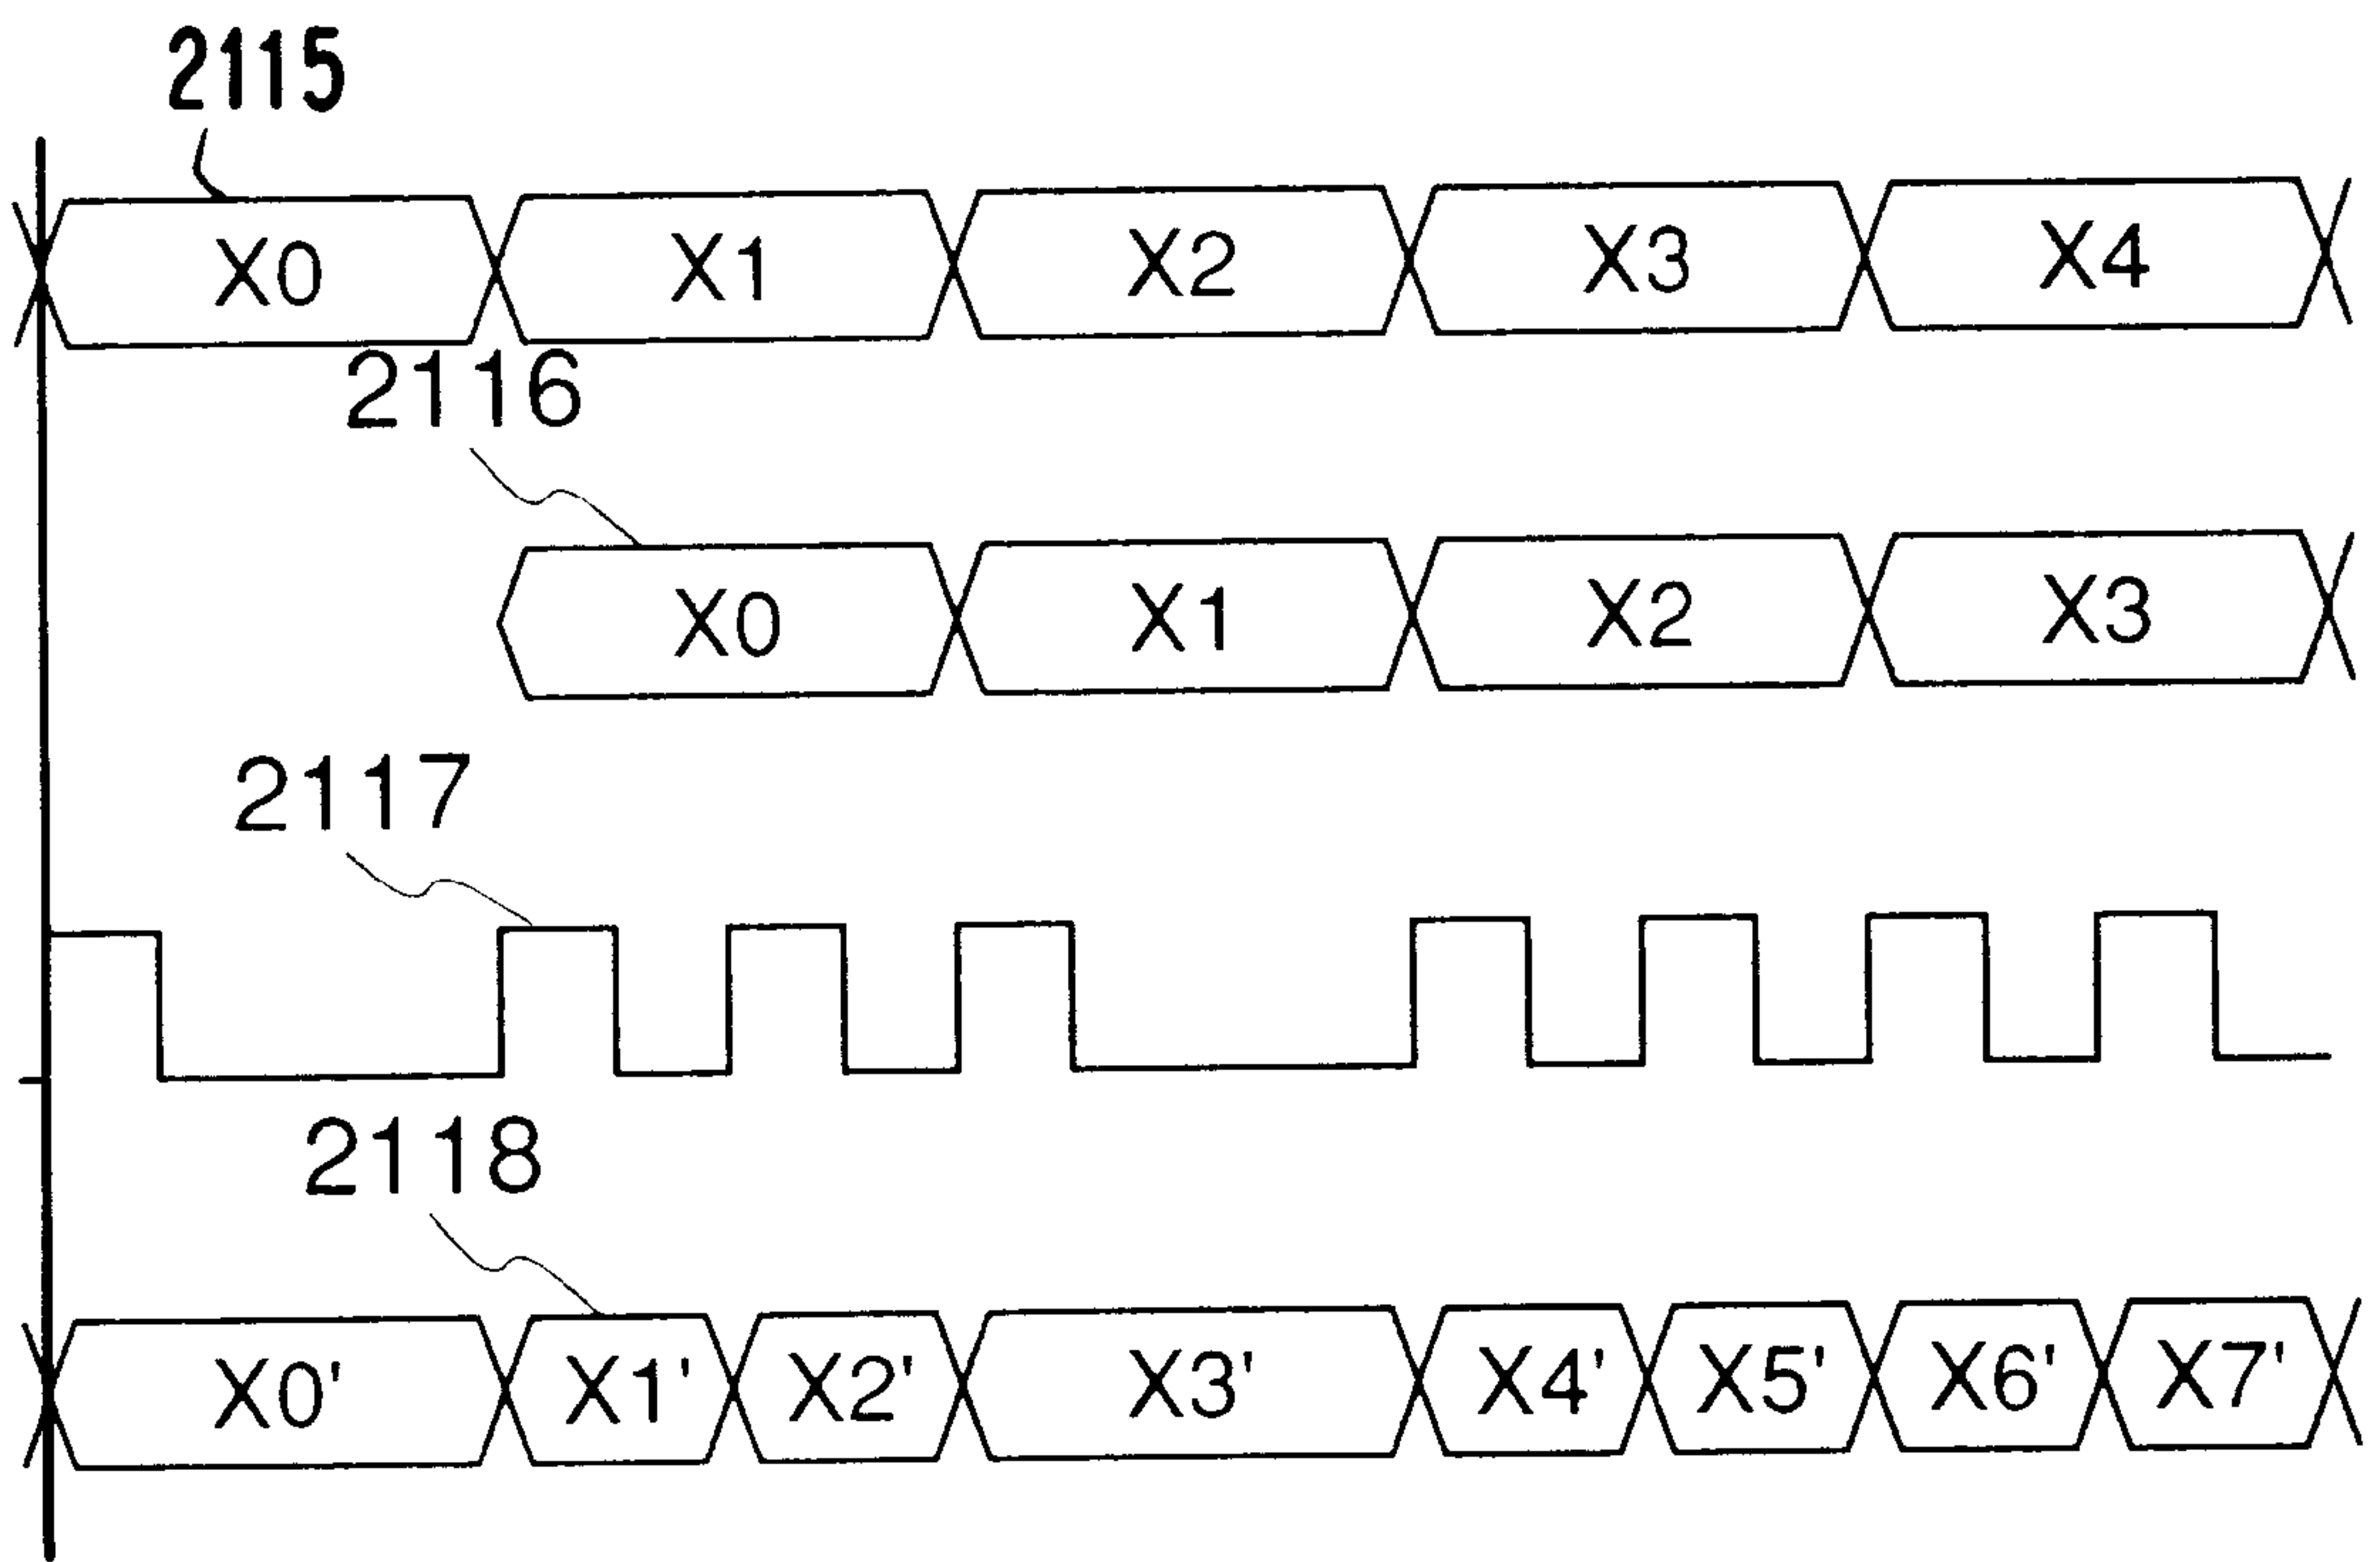 2115
X0 X1 X2 X3 X4
2116
X0 X1 X2 X3
2117
2118
X0' X1' X2' X3' X4' X5' X6' X7'